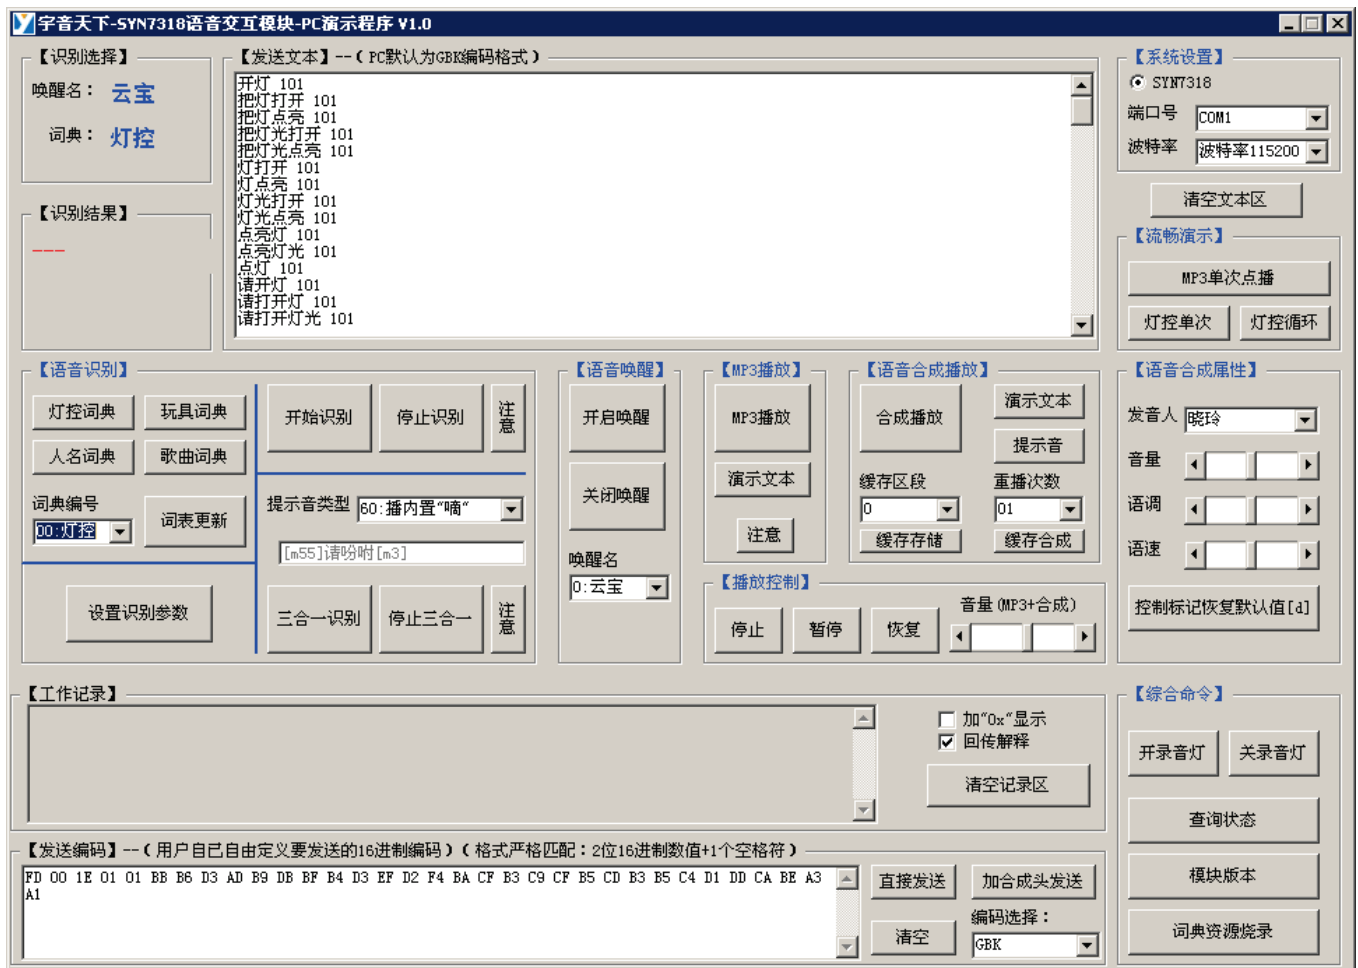 宇音天下-SYN7318语音交互模块-PC演示程序 V1.0
【识别选择】
唤醒名： 云宝
词典： 灯控
【识别结果】
---
【发送文本】--( PC默认为GBK编码格式 )
开灯 101
把灯打开 101
把灯点亮 101
把灯光打开 101
把灯光点亮 101
灯打开 101
灯点亮 101
灯光打开 101
灯光点亮 101
点亮灯 101
点亮灯光 101
点灯 101
请开灯 101
请打开灯 101
请打开灯光 101
【系统设置】
SYN7318
端口号 COM1
波特率 波特率115200
清空文本区
【流畅演示】
MP3单次点播
灯控单次 灯控循环
【语音识别】
灯控词典 玩具词典
人名词典 歌曲词典
词典编号
00:灯控
词表更新
设置识别参数
开始识别 停止识别 注意
提示音类型 60:播内置"嘀"
[m55]请吩咐[m3]
三合一识别 停止三合一 注意
【语音唤醒】
开启唤醒
关闭唤醒
唤醒名
0:云宝
【MP3播放】
MP3播放
演示文本
注意
【语音合成播放】
合成播放
演示文本
提示音
缓存区段 重播次数
0 01
缓存存储 缓存合成
【播放控制】
停止 暂停 恢复
音量(MP3+合成)
【语音合成属性】
发音人 晓玲
音量
语调
语速
控制标记恢复默认值[d]
【工作记录】
加"0x"显示
回传解释
清空记录区
【综合命令】
开录音灯 关录音灯
查询状态
模块版本
词典资源烧录
【发送编码】--( 用户自己自由定义要发送的16进制编码 ) ( 格式严格匹配：2位16进制数值+1个空格符 )
FD 00 1E 01 01 BB B6 D3 AD B9 DB BF B4 D3 EF D2 F4 BA CF B3 C9 CF B5 CD B3 B5 C4 D1 DD CA BE A3
A1
直接发送 加合成头发送
清空
编码选择：
GBK